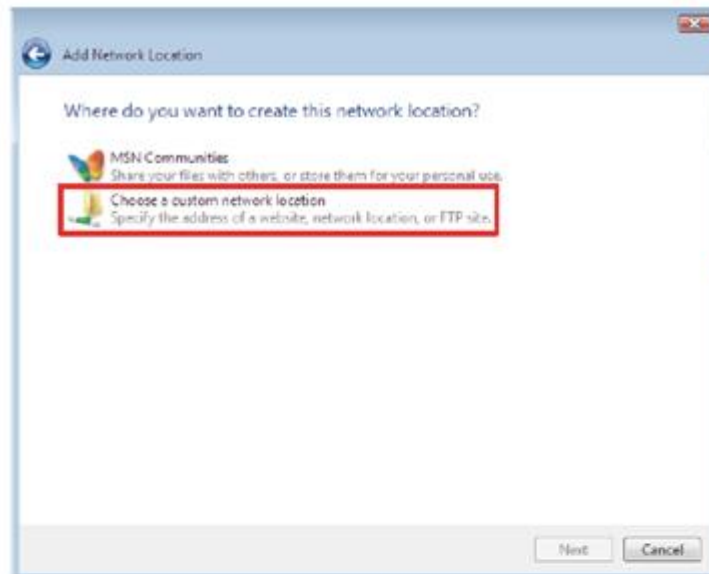 Add Network Location
Where do you want to create this network location?
MSN Communities
Share your files with others, or store them for your personal use.
Choose a custom network location
Specify the address of a website, network location, or FTP site.
Next
Cancel